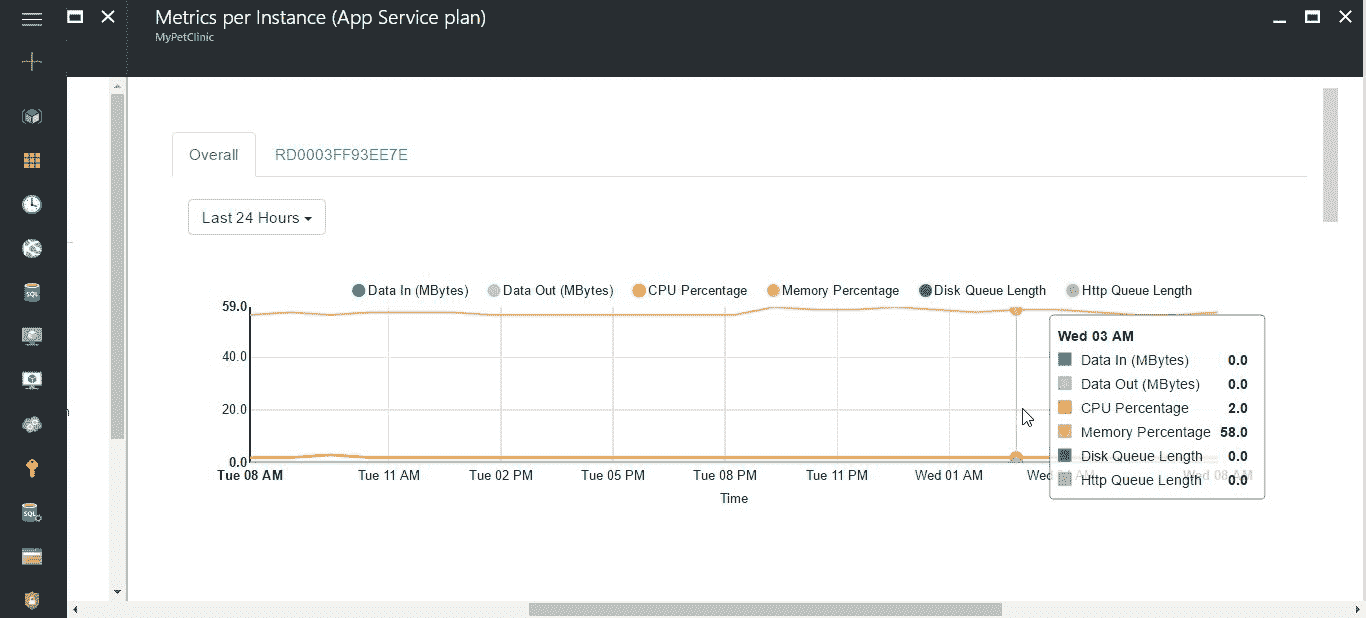 Metrics per Instance (App Service plan)
MyPetClinic
Overall
RD0003FF93EE7E
Last 24 Hours
Data In (MBytes) Data Out (MBytes) CPU Percentage Memory Percentage Disk Queue Length Http Queue Length
59.0
40.0
20.0
0.0
Wed 03 AM
Data In (MBytes) 0.0
Data Out (MBytes) 0.0
CPU Percentage 2.0
Memory Percentage 58.0
Disk Queue Length 0.0
Http Queue Length 0.0
Tue 08 AM Tue 11 AM Tue 02 PM Tue 05 PM Tue 08 PM Tue 11 PM Wed 01 AM Wed 04 AM Wed 08 AM
Time
SQL
SQL